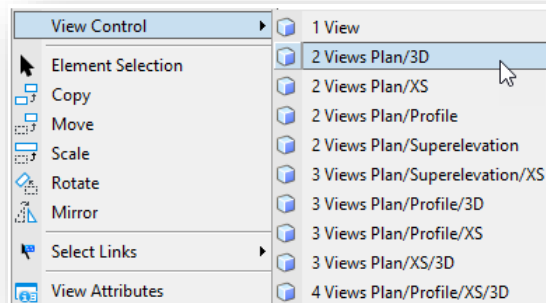 View Control
Element Selection
Copy
Move
Scale
Rotate
Mirror
Select Links
View Attributes
1 View
2 Views Plan/3D
2 Views Plan/XS
2 Views Plan/Profile
2 Views Plan/Superelevation
3 Views Plan/Superelevation/XS
3 Views Plan/Profile/3D
3 Views Plan/Profile/XS
3 Views Plan/XS/3D
4 Views Plan/Profile/XS/3D